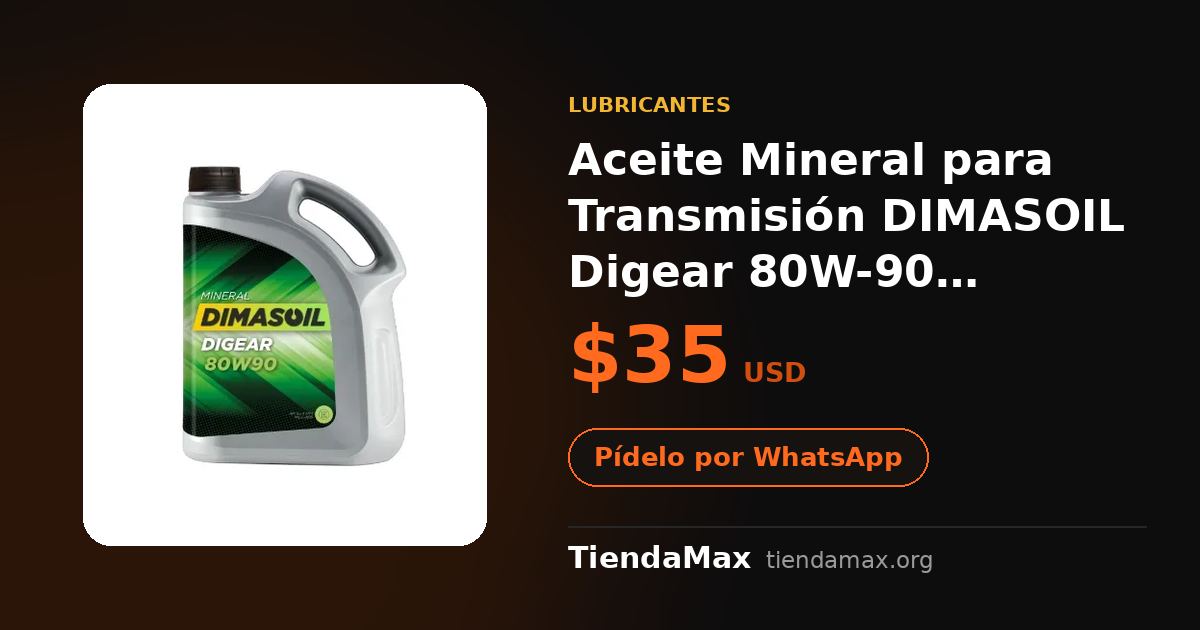 LUBRICANTES
Aceite Mineral para
Transmisión DIMASOIL
Digear 80W-90…
$35 USD
Pídelo por WhatsApp
TiendaMax tiendamax.org
MINERAL
DIMASOIL
DIGEAR
80W90